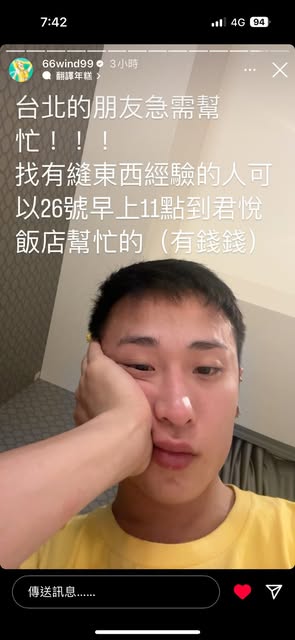 7:42
4G
94
66wind99 3小時
翻譯年糕 >
台北的朋友急需幫
忙！！！
找有縫東西經驗的人可
以26號早上11點到君悅
飯店幫忙的（有錢錢）
傳送訊息......